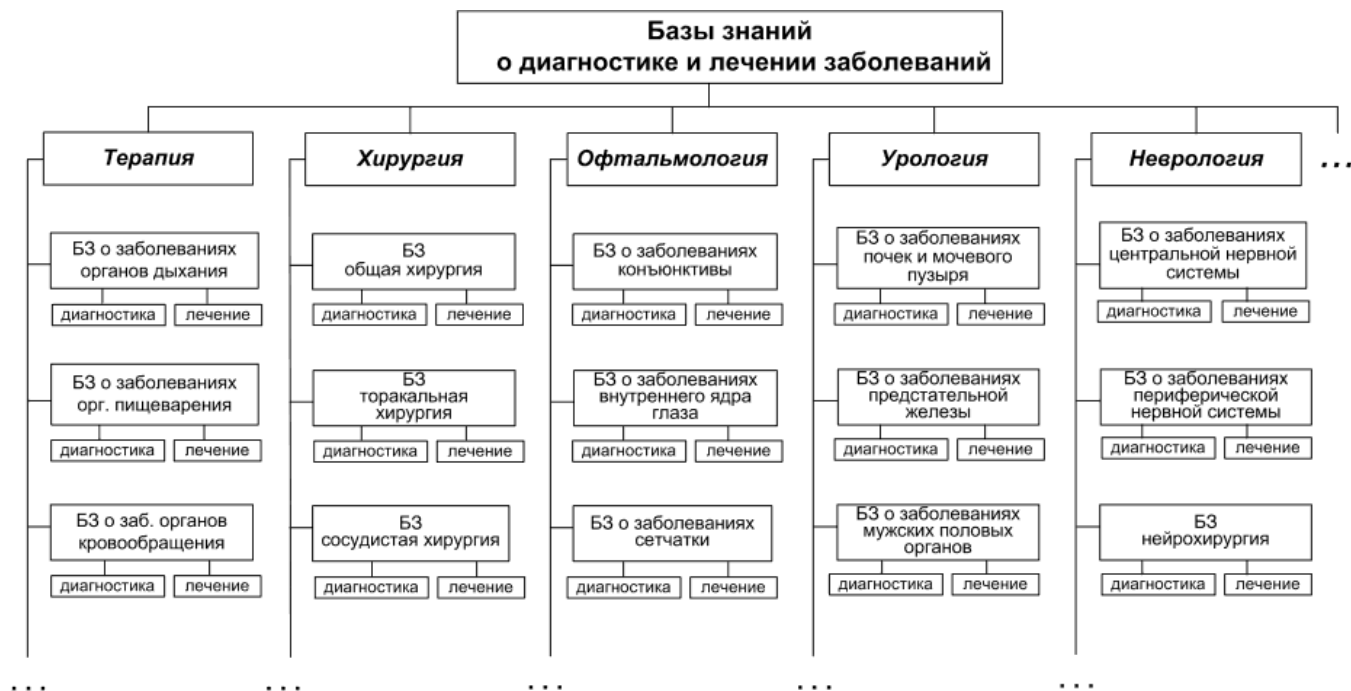 Базы знаний
о диагностике и лечении заболеваний
Терапия
Хирургия
Офтальмология
Урология
Неврология
...
БЗ о заболеваниях
органов дыхания
диагностика
лечение
БЗ
общая хирургия
диагностика
лечение
БЗ о заболеваниях
конъюнктивы
диагностика
лечение
БЗ о заболеваниях
почек и мочевого
пузыря
диагностика
лечение
БЗ о заболеваниях
центральной нервной
системы
диагностика
лечение
БЗ о заболеваниях
орг. пищеварения
диагностика
лечение
БЗ
торакальная
хирургия
диагностика
лечение
БЗ о заболеваниях
внутреннего ядра
глаза
диагностика
лечение
БЗ о заболеваниях
предстательной
железы
диагностика
лечение
БЗ о заболеваниях
периферической
нервной системы
диагностика
лечение
БЗ о заб. органов
кровообращения
диагностика
лечение
БЗ
сосудистая хирургия
диагностика
лечение
БЗ о заболеваниях
сетчатки
диагностика
лечение
БЗ о заболеваниях
мужских половых
органов
диагностика
лечение
БЗ
нейрохирургия
диагностика
лечение
...
...
...
...
...